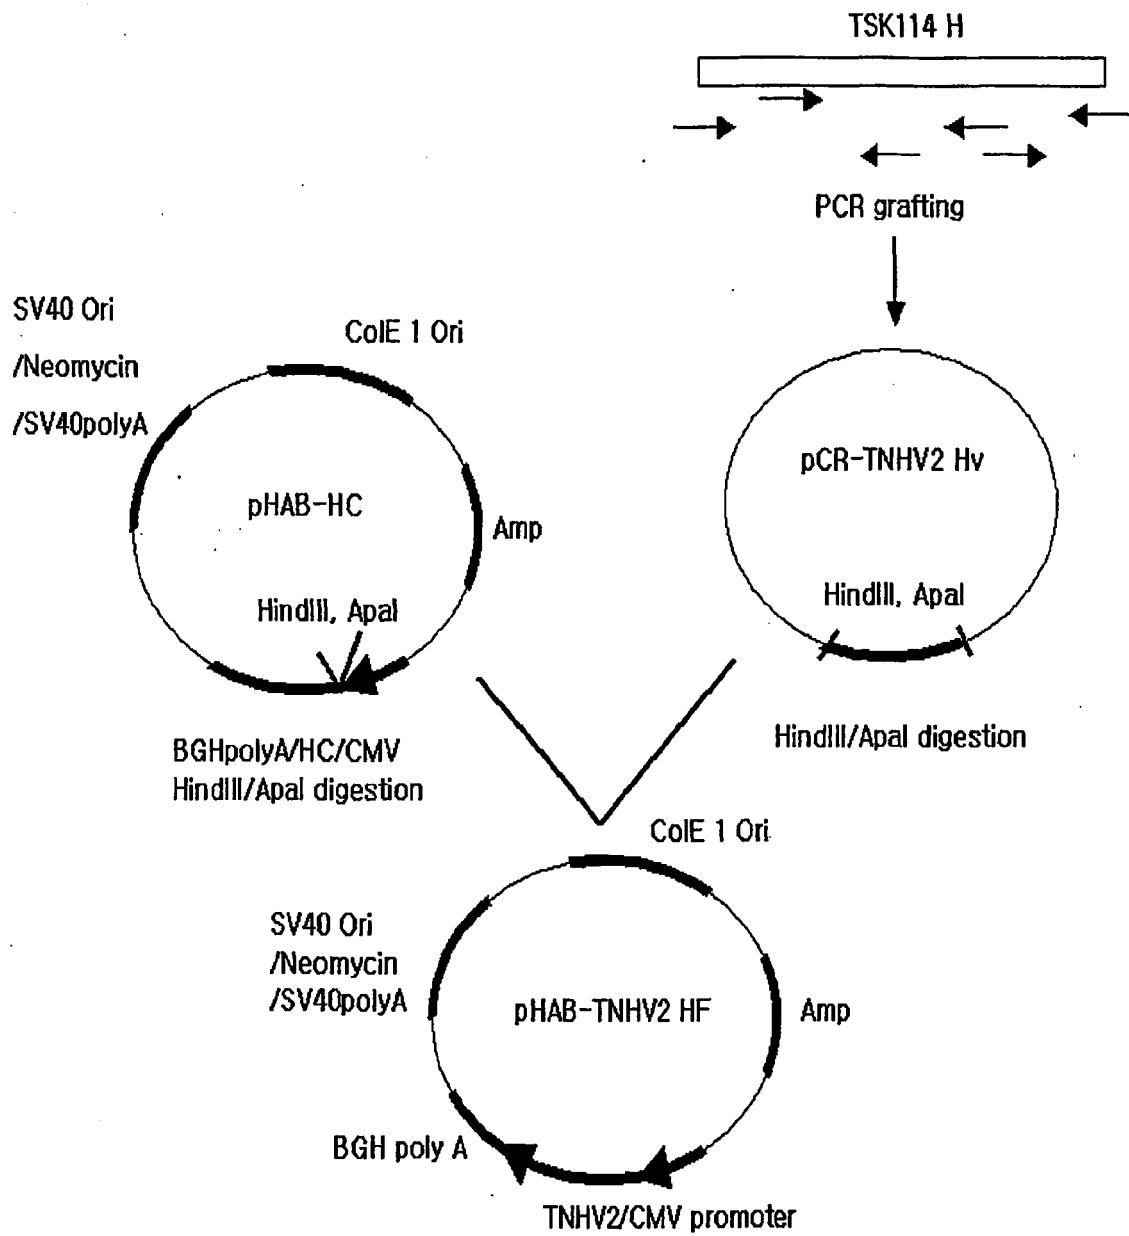 TSK114 H
PCR grafting
SV40 Ori
/Neomycin
/SV40polyA
ColE 1 Ori
pHAB-HC
Amp
HindIII, ApaI
BGHpolyA/HC/CMV
HindIII/ApaI digestion
pCR-TNHV2 Hv
HindIII, ApaI
HindIII/ApaI digestion
ColE 1 Ori
SV40 Ori
/Neomycin
/SV40polyA
pHAB-TNHV2 HF
Amp
BGH poly A
TNHV2/CMV promoter